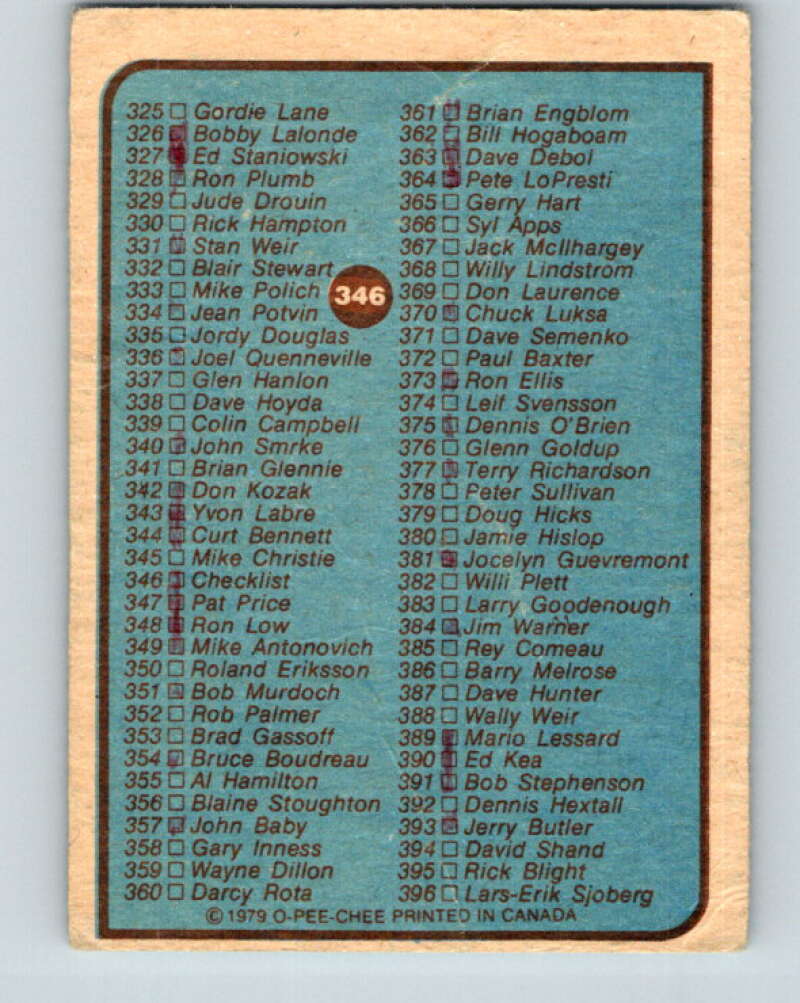 325 Gordie Lane
326 Bobby Lalonde
327 Ed Staniowski
328 Ron Plumb
329 Jude Drouin
330 Rick Hampton
331 Stan Weir
332 Blair Stewart
333 Mike Polich
334 Jean Potvin
335 Jordy Douglas
336 Joel Quenneville
337 Glen Hanlon
338 Dave Hoyda
339 Colin Campbell
340 John Smrke
341 Brian Glennie
342 Don Kozak
343 Yvon Labre
344 Curt Bennett
345 Mike Christie
346 Checklist
347 Pat Price
348 Ron Low
349 Mike Antonovich
350 Roland Eriksson
351 Bob Murdoch
352 Rob Palmer
353 Brad Gassoff
354 Bruce Boudreau
355 Al Hamilton
356 Blaine Stoughton
357 John Baby
358 Gary Inness
359 Wayne Dillon
360 Darcy Rota
346
361 Brian Engblom
362 Bill Hogaboam
363 Dave Debol
364 Pete LoPresti
365 Gerry Hart
366 Syl Apps
367 Jack McIlhargey
368 Willy Lindstrom
369 Don Laurence
370 Chuck Luksa
371 Dave Semenko
372 Paul Baxter
373 Ron Ellis
374 Leif Svensson
375 Dennis O'Brien
376 Glenn Goldup
377 Terry Richardson
378 Peter Sullivan
379 Doug Hicks
380 Jamie Hislop
381 Jocelyn Guevremont
382 Willi Plett
383 Larry Goodenough
384 Jim Warner
385 Rey Comeau
386 Barry Melrose
387 Dave Hunter
388 Wally Weir
389 Mario Lessard
390 Ed Kea
391 Bob Stephenson
392 Dennis Hextall
393 Jerry Butler
394 David Shand
395 Rick Blight
396 Lars-Erik Sjoberg
© 1979 O-PEE-CHEE PRINTED IN CANADA